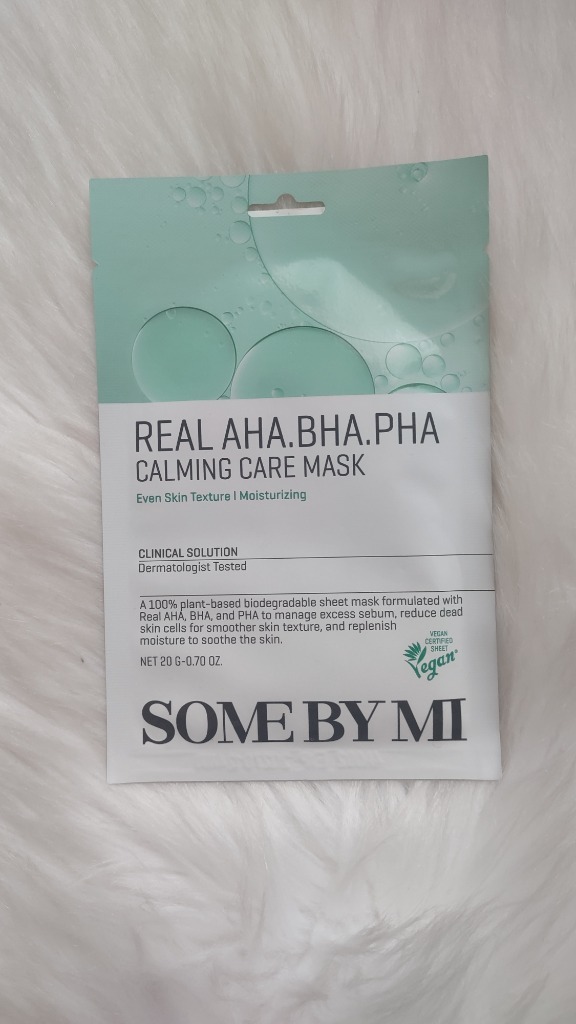 REAL AHA.BHA.PHA
CALMING CARE MASK
Even Skin Texture I Moisturizing
CLINICAL SOLUTION
Dermatologist Tested
A 100% plant-based biodegradable sheet mask formulated with
Real AHA, BHA, and PHA to manage excess sebum, reduce dead
skin cells for smoother skin texture, and replenish
moisture to soothe the skin.
VEGAN
CERTIFIED
SHEET
Vegan
NET 20 G-0.70 OZ.
SOME BY MI